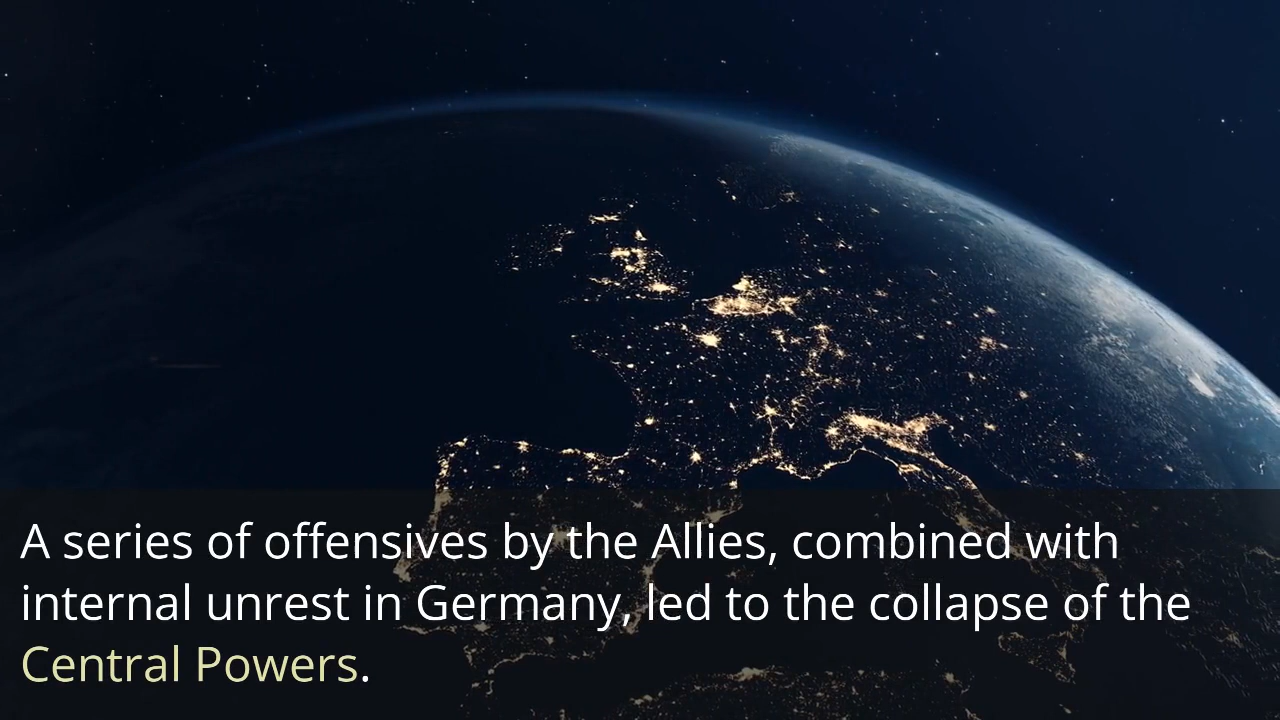 A series of offensives by the Allies, combined with
internal unrest in Germany, led to the collapse of the
Central Powers.